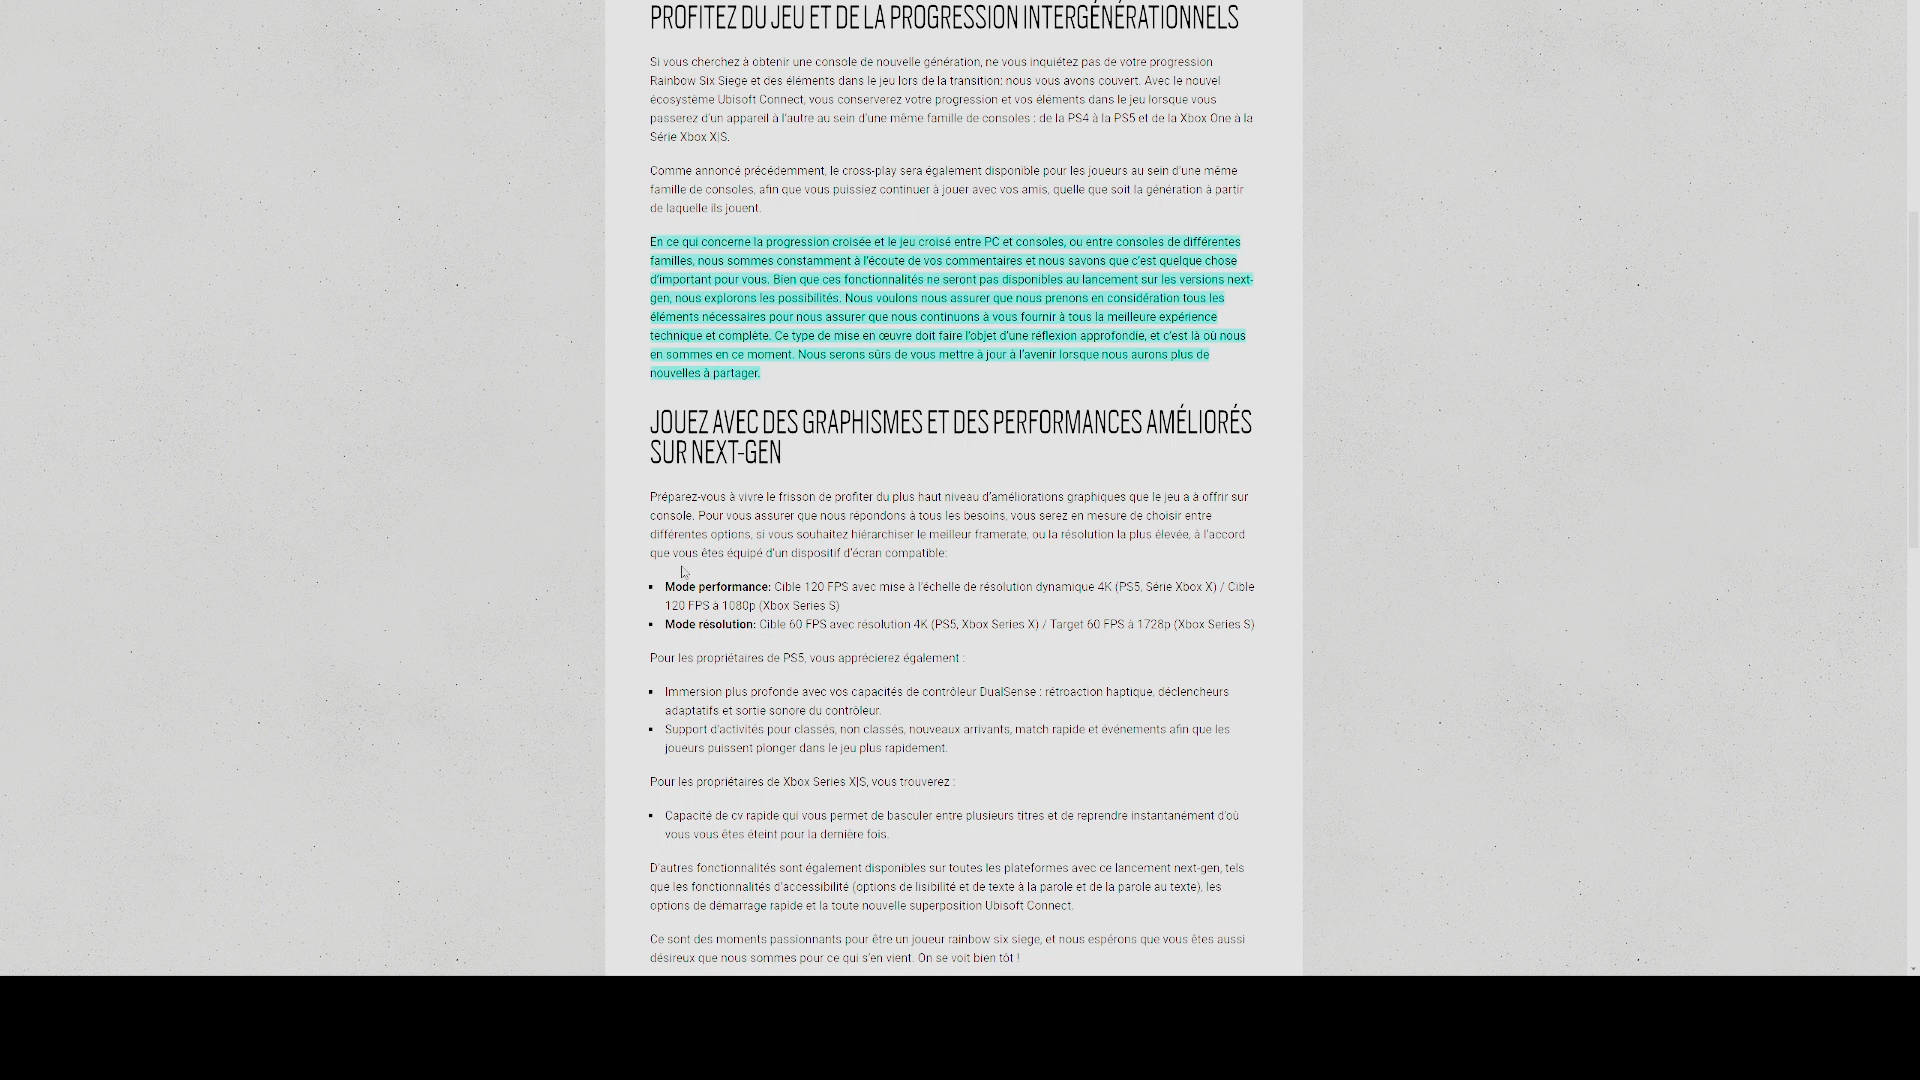 PROFITEZ DU JEU ET DE LA PROGRESSION INTERGÉNÉRATIONNELS
Si vous cherchez à obtenir une console de nouvelle génération, ne vous inquiétez pas de votre progression
Rainbow Six Siege et des éléments dans le jeu lors de la transition: nous vous avons couvert. Avec le nouvel
écosystème Ubisoft Connect, vous conserverez votre progression et vos éléments dans le jeu lorsque vous
passerez d'un appareil à l'autre au sein d'une même famille de consoles : de la PS4 à la PS5 et de la Xbox One à la
Série Xbox X|S.
Comme annoncé précédemment, le cross-play sera également disponible pour les joueurs au sein d'une même
famille de consoles, afin que vous puissiez continuer à jouer avec vos amis, quelle que soit la génération à partir
de laquelle ils jouent.
En ce qui concerne la progression croisée et le jeu croisé entre PC et consoles, ou entre consoles de différentes
familles, nous sommes constamment à l'écoute de vos commentaires et nous savons que c'est quelque chose
d'important pour vous. Bien que ces fonctionnalités ne seront pas disponibles au lancement sur les versions next-
gen, nous explorons les possibilités. Nous voulons nous assurer que nous prenons en considération tous les
éléments nécessaires pour nous assurer que nous continuons à vous fournir à tous la meilleure expérience
technique et complète. Ce type de mise en œuvre doit faire l'objet d'une réflexion approfondie, et c'est là où nous
en sommes en ce moment. Nous serons sûrs de vous mettre à jour à l'avenir lorsque nous aurons plus de
nouvelles à partager.
JOUEZ AVEC DES GRAPHISMES ET DES PERFORMANCES AMÉLIORÉS
SUR NEXT-GEN
Préparez-vous à vivre le frisson de profiter du plus haut niveau d'améliorations graphiques que le jeu a à offrir sur
console. Pour vous assurer que nous répondons à tous les besoins, vous serez en mesure de choisir entre
différentes options, si vous souhaitez hiérarchiser le meilleur framerate, ou la résolution la plus élevée, à l'accord
que vous êtes équipé d'un dispositif d'écran compatible:
▪ Mode performance: Cible 120 FPS avec mise à l'échelle de résolution dynamique 4K (PS5, Série Xbox X) / Cible
120 FPS à 1080p (Xbox Series S)
▪ Mode résolution: Cible 60 FPS avec résolution 4K (PS5, Xbox Series X) / Target 60 FPS à 1728p (Xbox Series S)
Pour les propriétaires de PS5, vous apprécierez également :
▪ Immersion plus profonde avec vos capacités de contrôleur DualSense : rétroaction haptique, déclencheurs
adaptatifs et sortie sonore du contrôleur.
▪ Support d'activités pour classés, non classés, nouveaux arrivants, match rapide et événements afin que les
joueurs puissent plonger dans le jeu plus rapidement.
Pour les propriétaires de Xbox Series X|S, vous trouverez :
▪ Capacité de cv rapide qui vous permet de basculer entre plusieurs titres et de reprendre instantanément d'où
vous vous êtes éteint pour la dernière fois.
D'autres fonctionnalités sont également disponibles sur toutes les plateformes avec ce lancement next-gen, tels
que les fonctionnalités d'accessibilité (options de lisibilité et de texte à la parole et de la parole au texte), les
options de démarrage rapide et la toute nouvelle superposition Ubisoft Connect.
Ce sont des moments passionnants pour être un joueur rainbow six siege, et nous espérons que vous êtes aussi
désireux que nous sommes pour ce qui s'en vient. On se voit bien tôt !